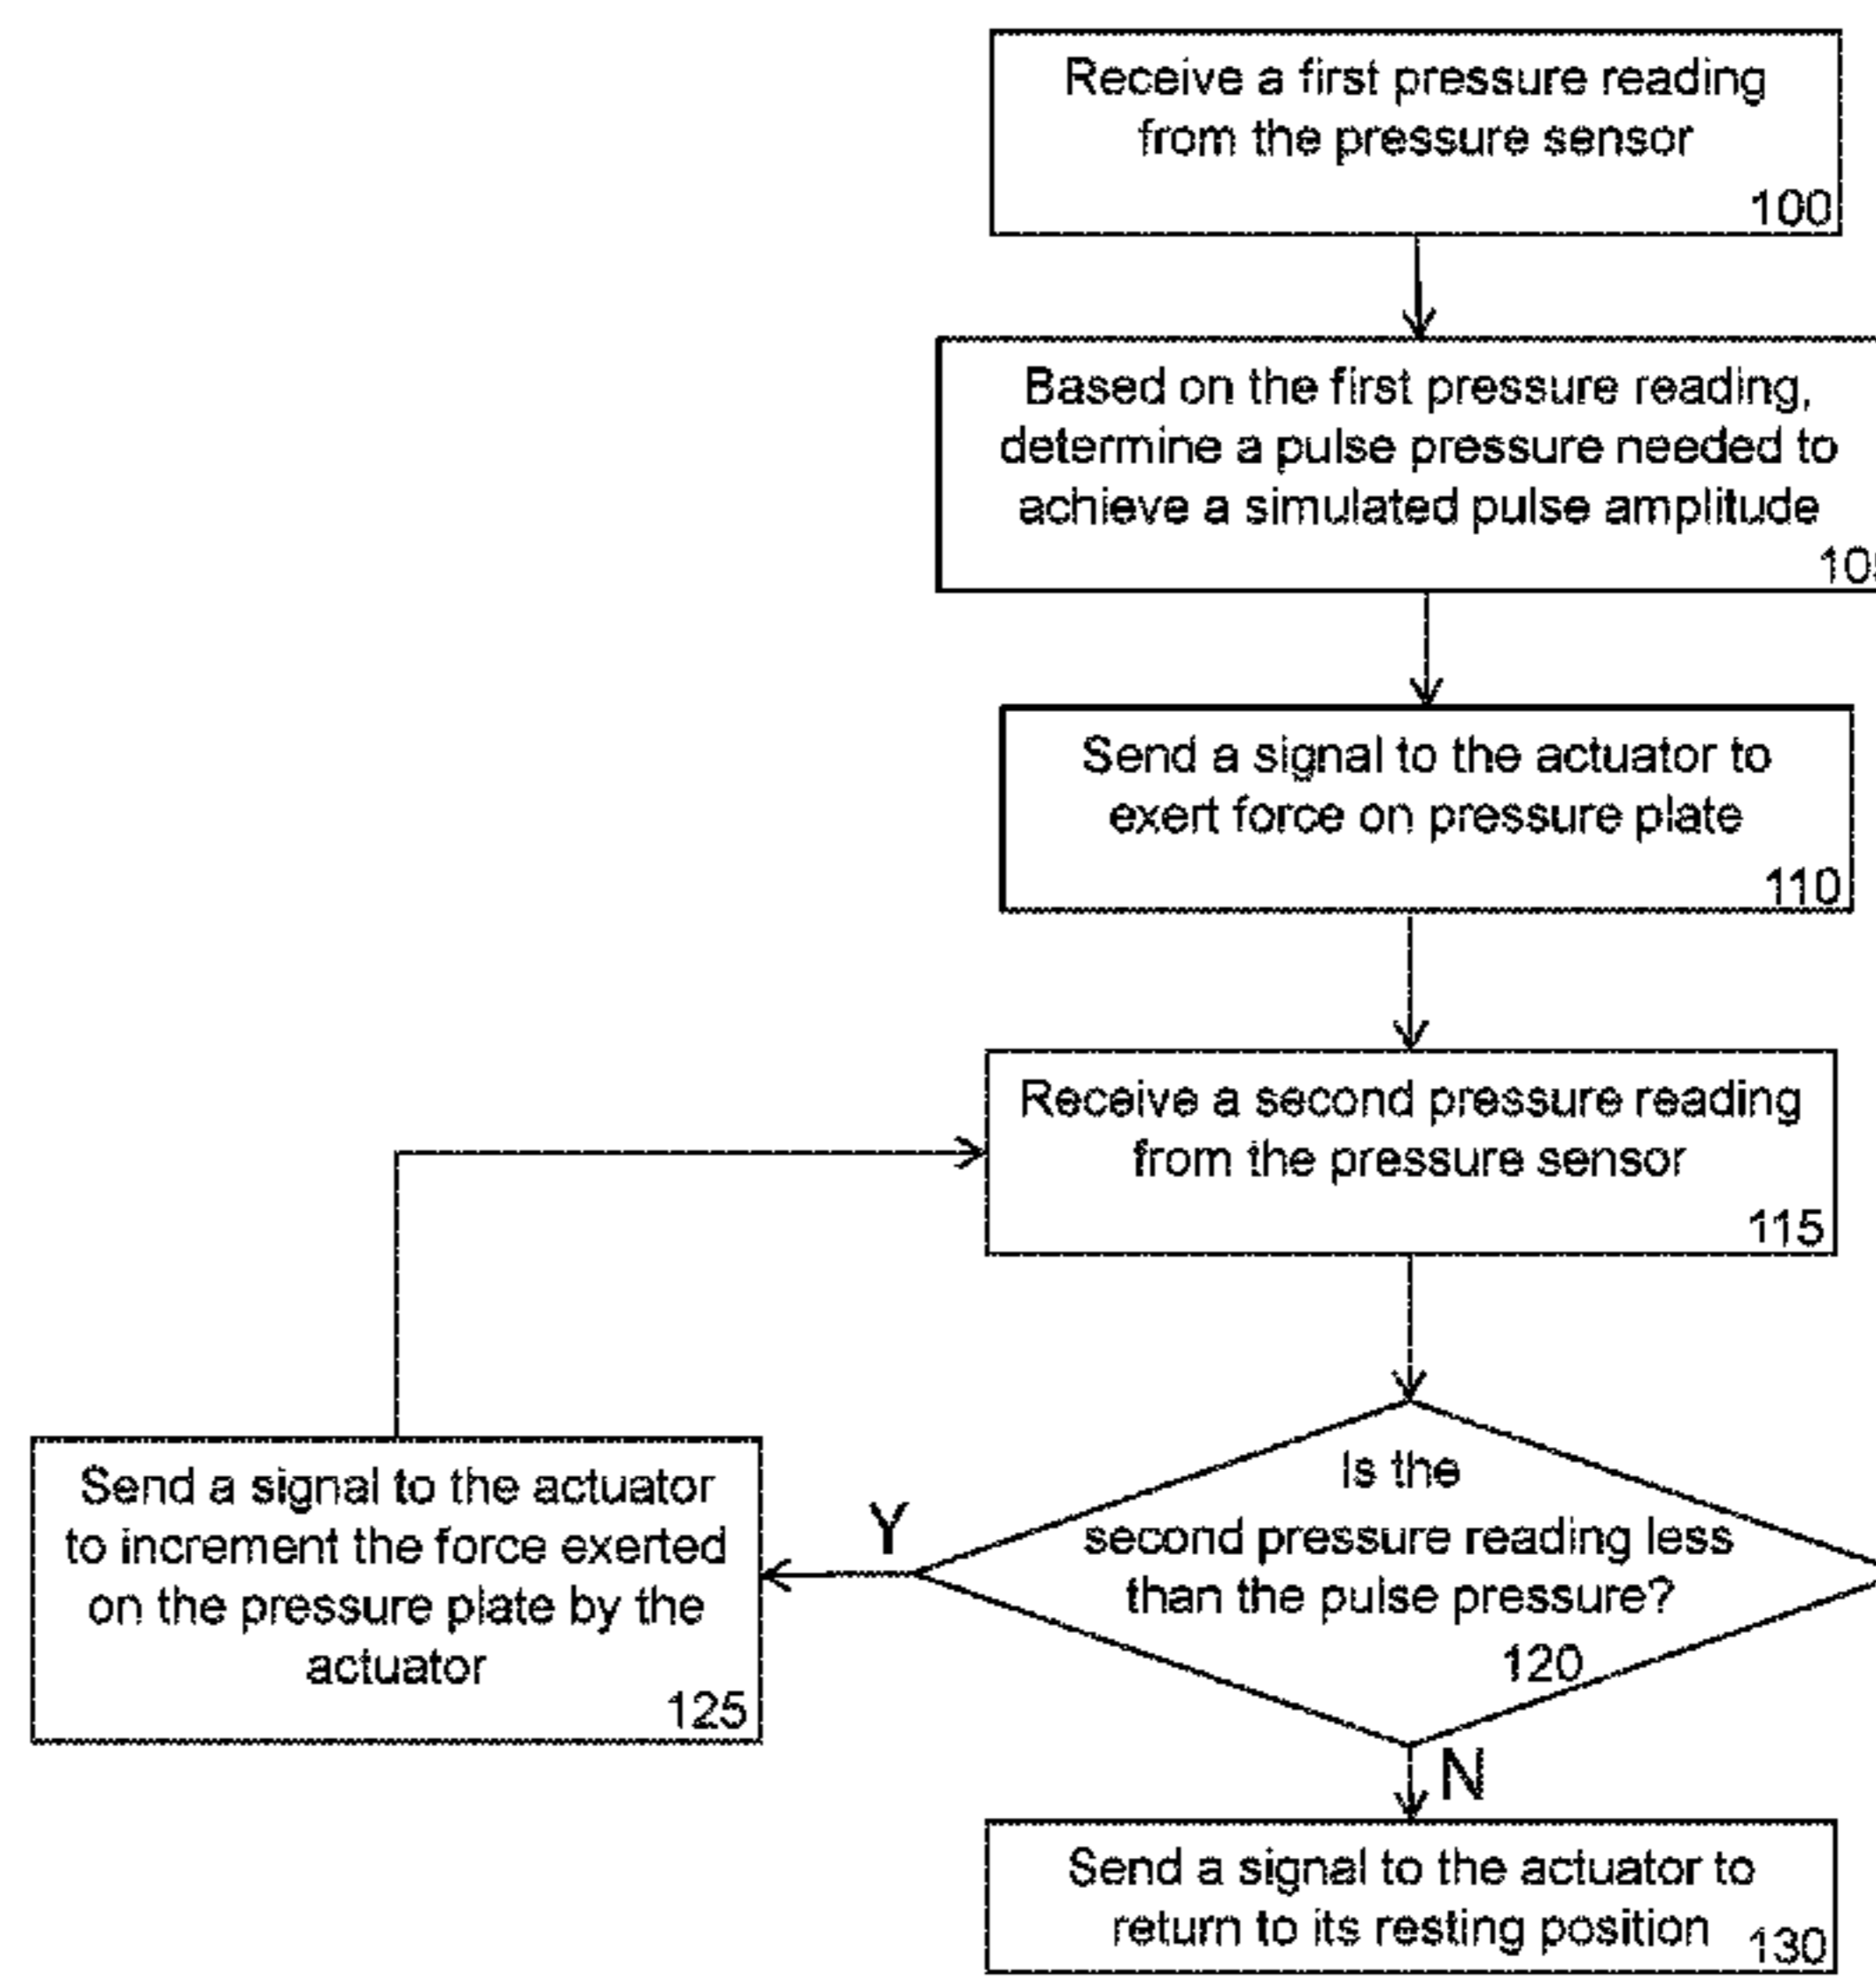 Receive a first pressure reading
from the pressure sensor
100
Based on the first pressure reading,
determine a pulse pressure needed to
achieve a simulated pulse amplitude
Send a signal to the actuator to
exert force on pressure plate
110
Receive a second pressure reading
from the pressure sensor
115
Is the
second pressure reading less
than the pulse pressure?
120
Y
Send a signal to the actuator
to increment the force exerted
on the pressure plate by the
actuator
125
N
Send a signal to the actuator to
return to its resting position
130